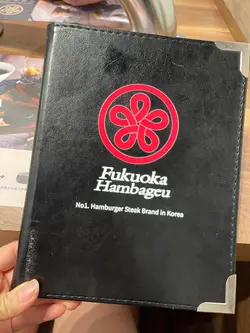 Fukuoka
Hambageu
No1. Hamburger Steak Brand in Korea